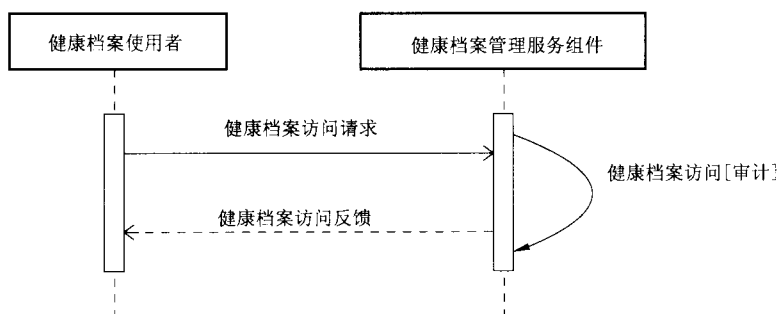 健康档案使用者
健康档案管理服务组件
健康档案访问请求
健康档案访问[审计]
健康档案访问反馈